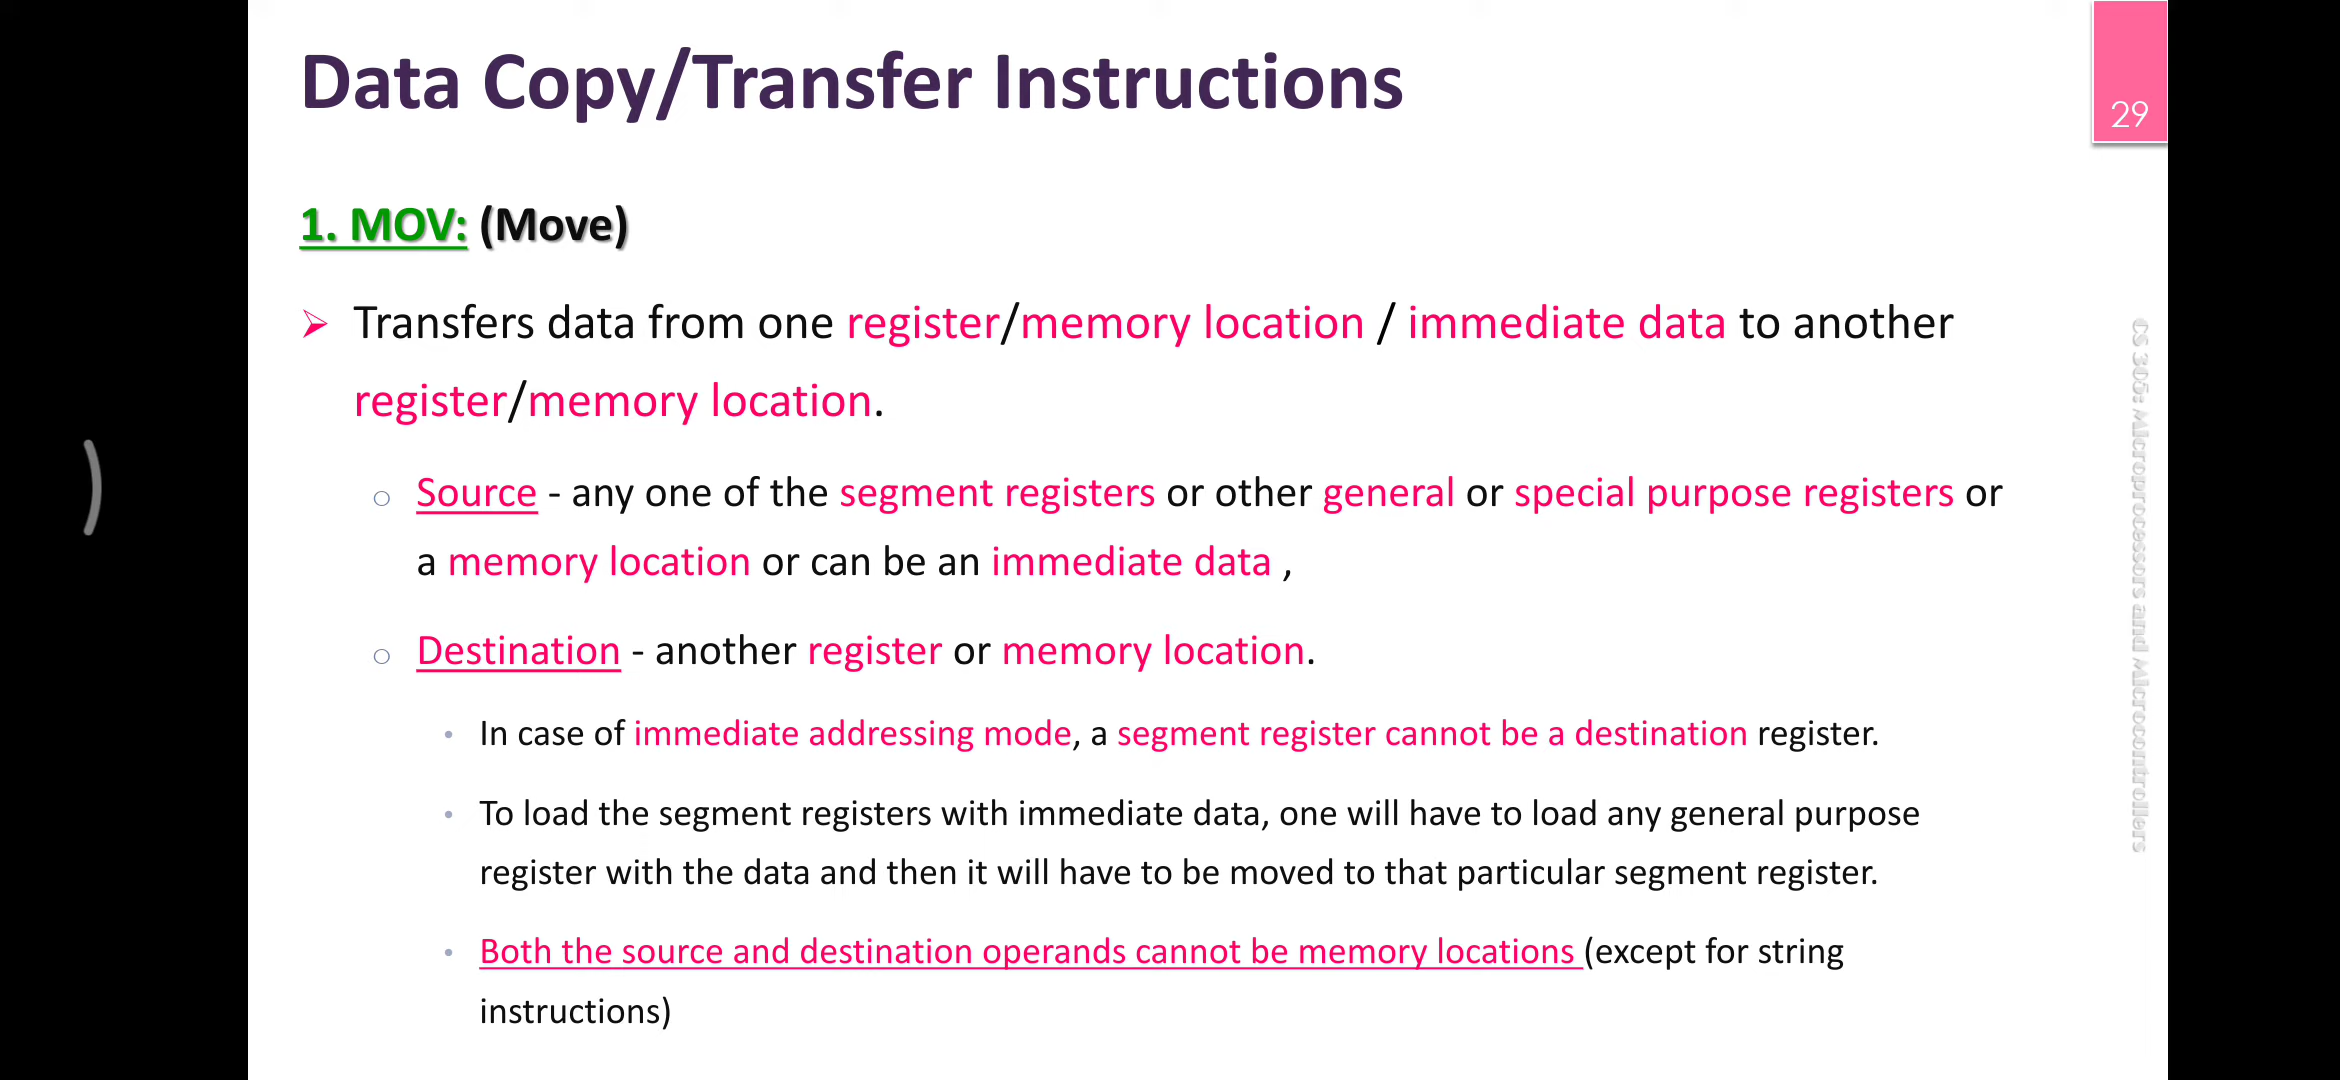 Data Copy/Transfer Instructions
29
1. MOV: (Move)
Transfers data from one register/memory location / immediate data to another
register/memory location.
Source - any one of the segment registers or other general or special purpose registers or
a memory location or can be an immediate data ,
Destination - another register or memory location.
In case of immediate addressing mode, a segment register cannot be a destination register.
To load the segment registers with immediate data, one will have to load any general purpose
register with the data and then it will have to be moved to that particular segment register.
Both the source and destination operands cannot be memory locations (except for string
instructions)
CS 305: Microprocessors and Microcontrollers